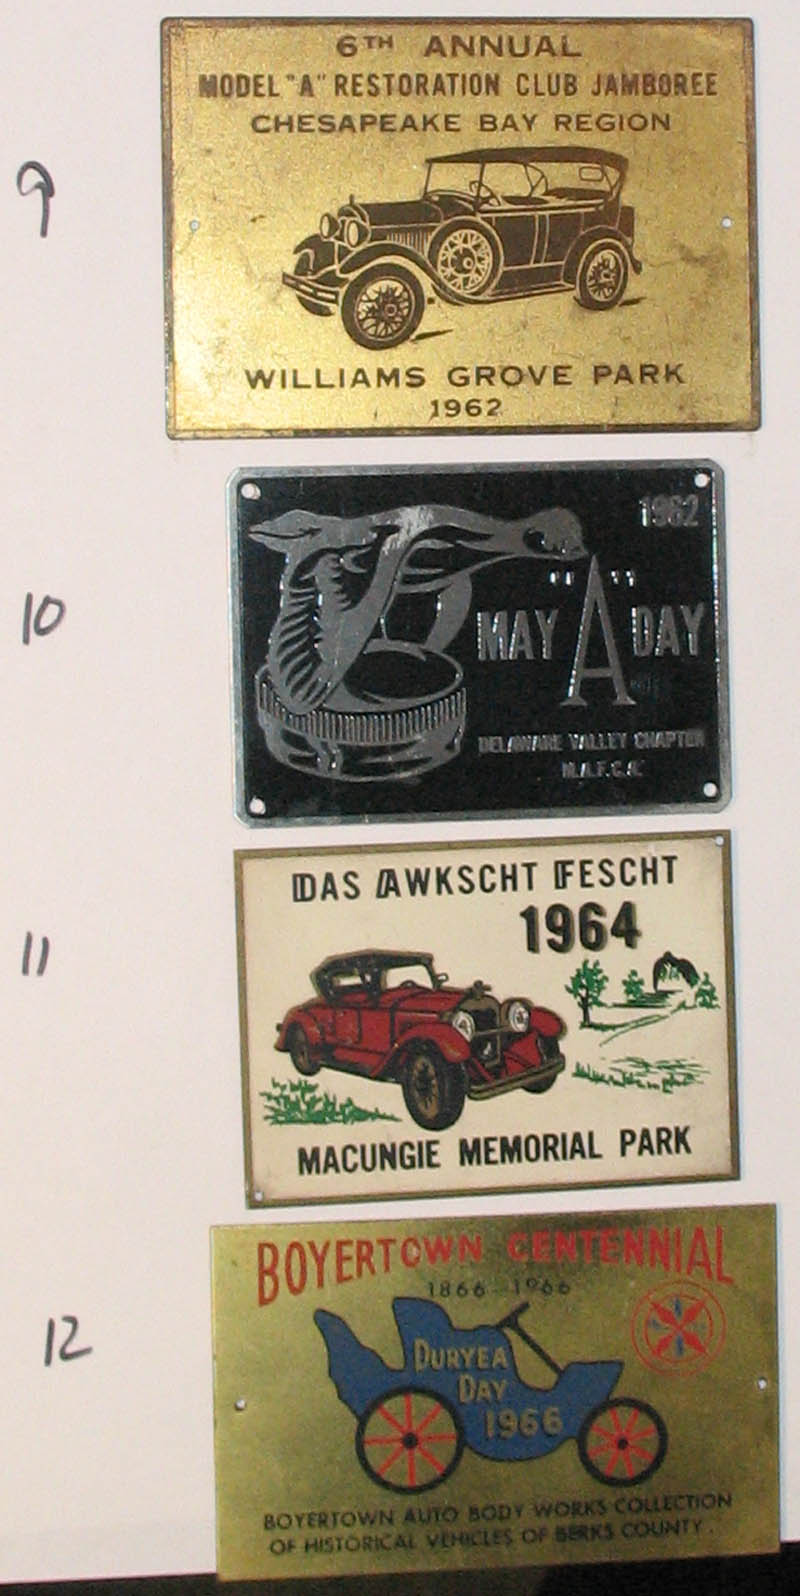 9
6TH ANNUAL
MODEL "A" RESTORATION CLUB JAMBOREE
CHESAPEAKE BAY REGION
WILLIAMS GROVE PARK
1962
10
1962
MAY "A" DAY
DELAWARE VALLEY CHAPTER
M.A.F.C.A.
11
DAS AWKSCHT FESCHT
1964
MACUNGIE MEMORIAL PARK
12
BOYERTOWN CENTENNIAL
1866-1966
DURYEA
DAY
1966
BOYERTOWN AUTO BODY WORKS COLLECTION
OF HISTORICAL VEHICLES OF BERKS COUNTY.